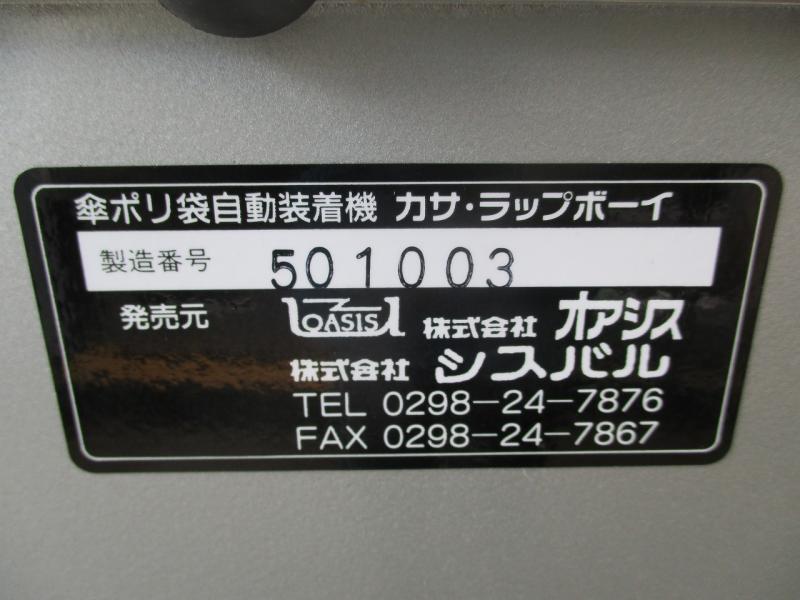 傘ポリ袋自動装着機 カサ・ラップボーイ
製造番号 501003
発売元 OASIS 株式会社 オアシス
株式会社 シスバル
TEL 0298-24-7876
FAX 0298-24-7867